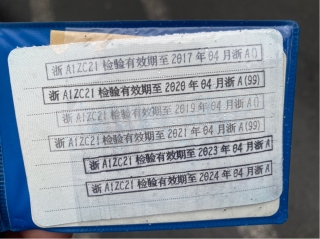 浙 A1ZC21 检验有效期至 2017 年 04 月浙 A()
浙 A1ZC21 检验有效期至 2020 年 04 月浙 A(99)
浙 A1ZC21 检验有效期至 2019 年 04 月浙 A()
浙 A1ZC21 检验有效期至 2021 年 04 月浙 A(99)
浙 A1ZC21 检验有效期至 2023 年 04 月浙 A
浙 A1ZC21 检验有效期至 2024 年 04 月浙 A